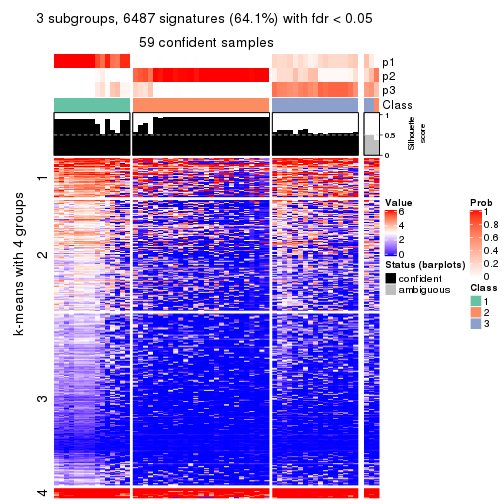 3 subgroups, 6487 signatures (64.1%) with fdr < 0.05
59 confident samples
p1
p2
p3
Class
1
0.5
0
Silhouette
score
k-means with 4 groups
1
2
3
4
Value
6
4
2
0
Status (barplots)
confident
ambiguous
Prob
1
0.8
0.6
0.4
0.2
0
Class
1
2
3